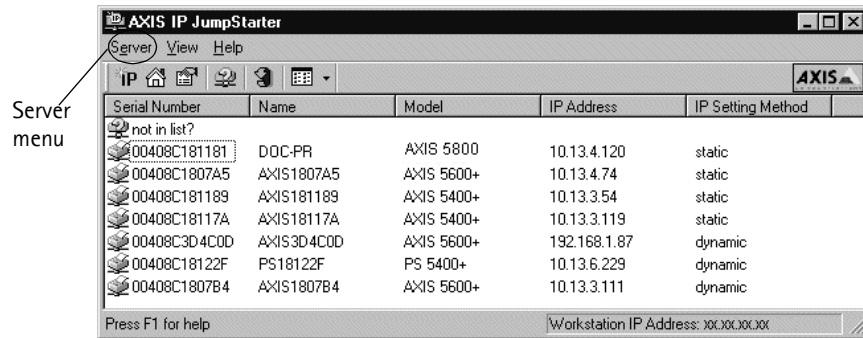 AXIS IP JumpStarter
Server View Help
IP AXIS
Server menu
Serial Number Name Model IP Address IP Setting Method
not in list?
00408C181181 DOC-PR AXIS 5800 10.13.4.120 static
00408C1807A5 AXIS1807A5 AXIS 5600+ 10.13.4.74 static
00408C181189 AXIS181189 AXIS 5400+ 10.13.3.54 static
00408C18117A AXIS18117A AXIS 5400+ 10.13.3.119 static
00408C3D4C0D AXIS3D4C0D AXIS 5600+ 192.168.1.87 dynamic
00408C18122F PS18122F PS 5400+ 10.13.6.229 dynamic
00408C1807B4 AXIS1807B4 AXIS 5600+ 10.13.3.111 dynamic
Press F1 for help Workstation IP Address: xx.xx.xx.xx